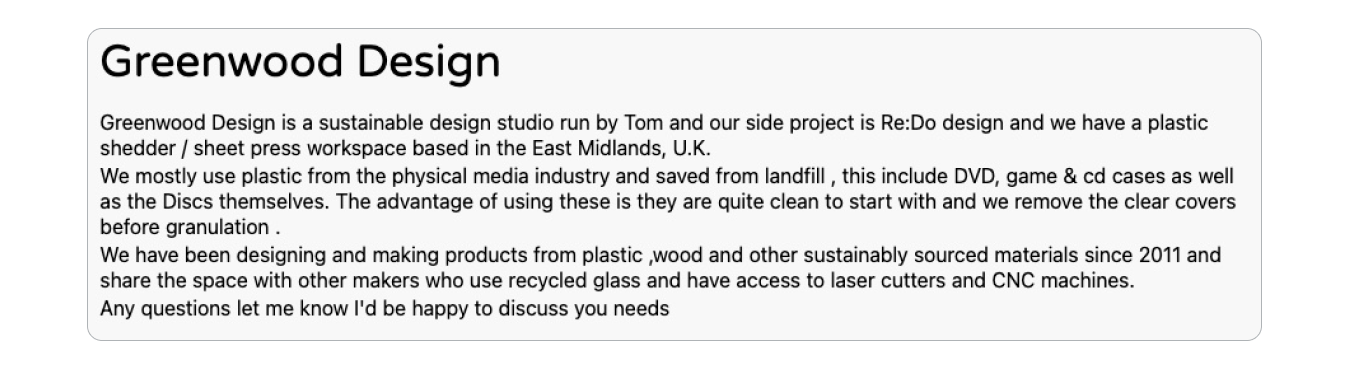 Greenwood Design
Greenwood Design is a sustainable design studio run by Tom and our side project is Re:Do design and we have a plastic
shedder / sheet press workspace based in the East Midlands, U.K.
We mostly use plastic from the physical media industry and saved from landfill , this include DVD, game & cd cases as well
as the Discs themselves. The advantage of using these is they are quite clean to start with and we remove the clear covers
before granulation .
We have been designing and making products from plastic ,wood and other sustainably sourced materials since 2011 and
share the space with other makers who use recycled glass and have access to laser cutters and CNC machines.
Any questions let me know I'd be happy to discuss you needs